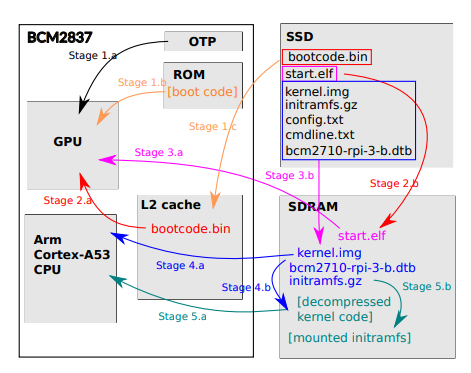 BCM2837
OTP
Stage 1.a
ROM
[boot code]
Stage 1.b
GPU
Stage 1.c
Stage 3.a
Stage 2.a
L2 cache
bootcode.bin
Arm
Cortex-A53
CPU
Stage 4.a
Stage 5.a
SSD
bootcode.bin
start.elf
kernel.img
initramfs.gz
config.txt
cmdline.txt
bcm2710-rpi-3-b.dtb
Stage 3.b
Stage 2.b
SDRAM
start.elf
kernel.img
bcm2710-rpi-3-b.dtb
initramfs.gz
Stage 4.b
Stage 5.b
[decompressed
kernel code]
[mounted initramfs]